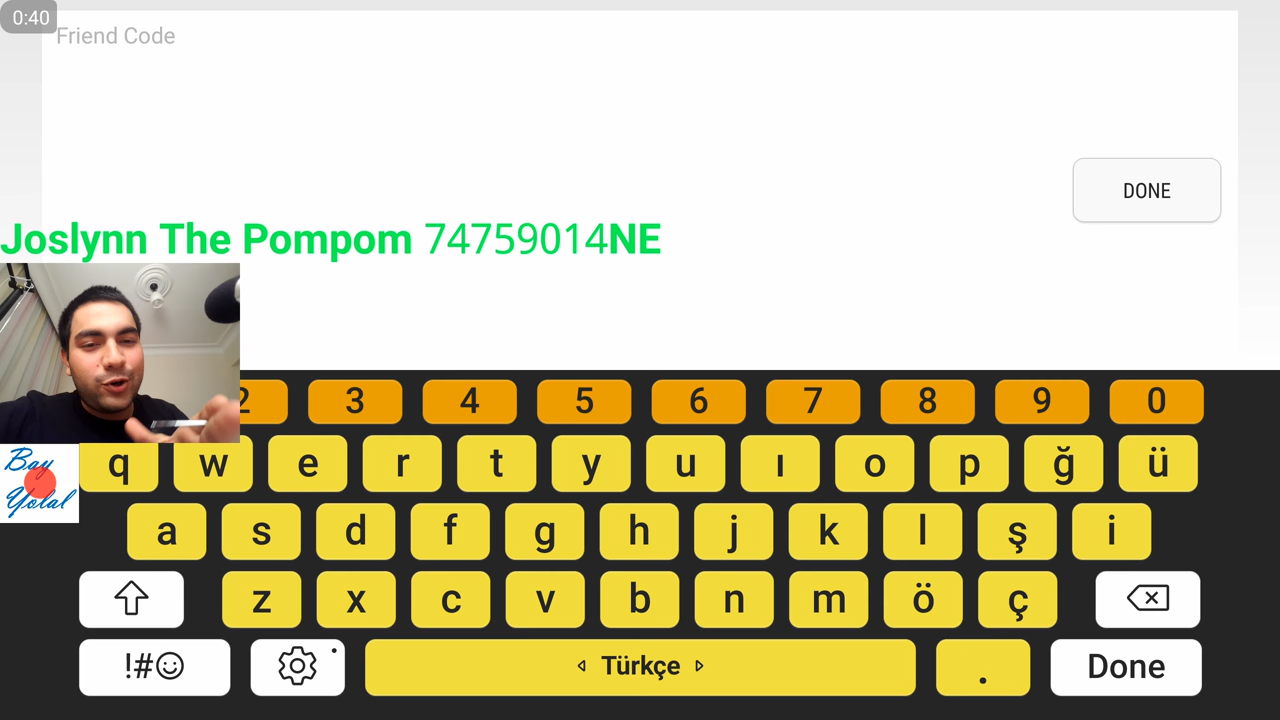 0:40
Friend Code
DONE
Joslynn The Pompom 74759014NE
2 3 4 5 6 7 8 9 0
Bay
Yolal
q w e r t y u ı o p ğ ü
a s d f g h j k l ş i
z x c v b n m ö ç
!#☺ Türkçe . Done